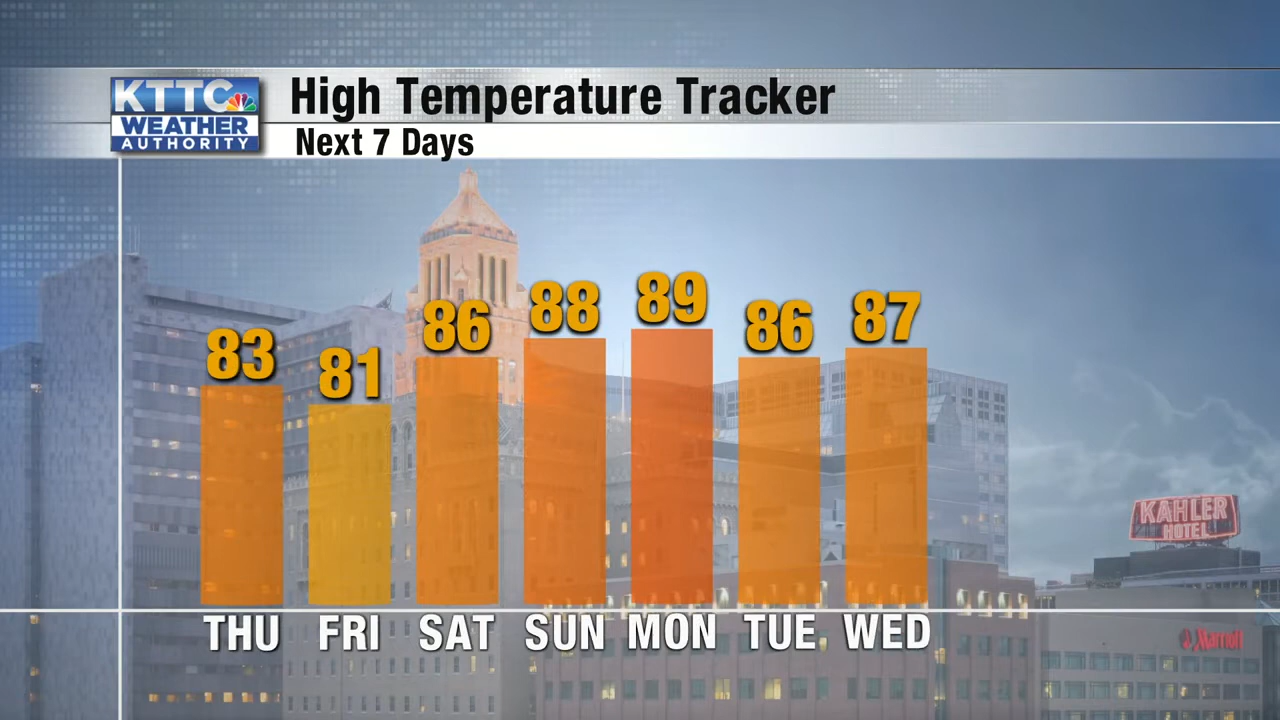 KTTC
WEATHER
AUTHORITY
High Temperature Tracker
Next 7 Days
83 81 86 88 89 86 87
THU FRI SAT SUN MON TUE WED
KAHLER
HOTEL
Marriott